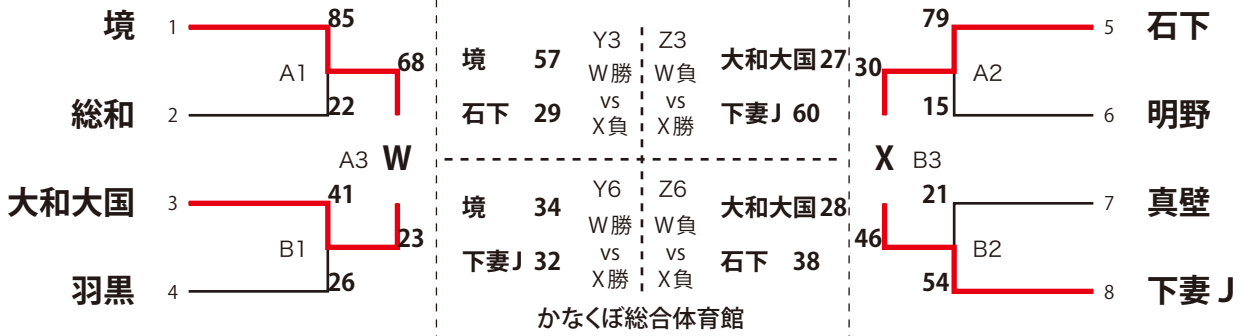 境 1 85
A1 68
総和 2 22
A3 W
大和大国 3 41
B1 23
羽黒 4 26
境 57
石下 29
Y3
W勝
vs
X負
Z3
W負
vs
X勝
大和大国 27
下妻J 60
境 34
下妻J 32
Y6
W勝
vs
X勝
Z6
W負
vs
X負
大和大国 28
石下 38
かなくぼ総合体育館
79 5 石下
30 A2
15 6 明野
X B3
21 7 真壁
46 B2
54 8 下妻J